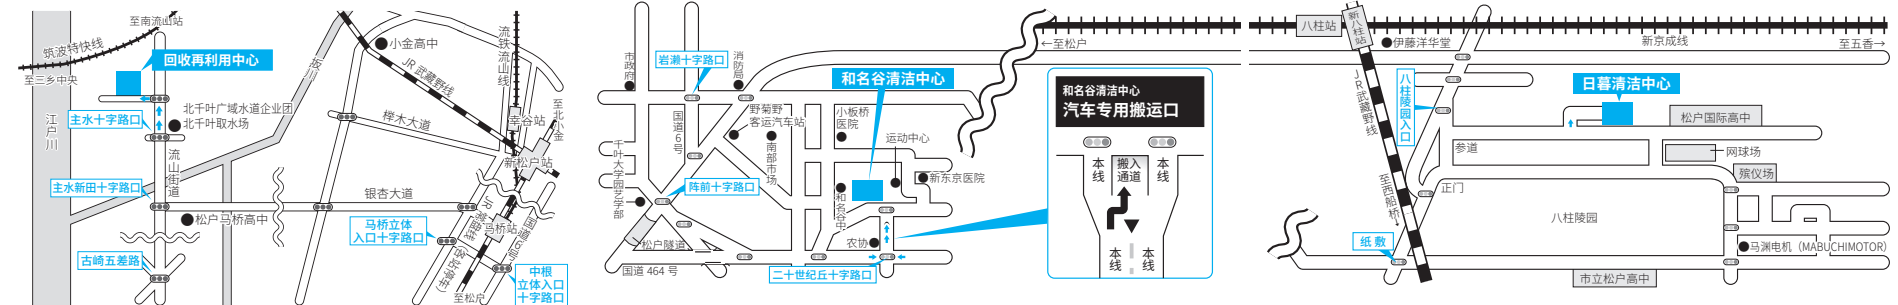 至南流山站
筑波特快线
至三乡中央
回收再利用中心
北千叶广域水道企业团
北千叶取水场
主水十字路口
江户川
流山街道
主水新田十字路口
松户马桥高中
古崎五差路
坂川
小金高中
JR 武藏野线
榉木大道
银杏大道
马桥立体
入口十字路口
流铁流山线
幸谷站
至北小金
新松户站
马桥站
JR 常磐线
国道6号
(各站停车)
至松户
中根
立体入口
十字路口
市政府
岩濑十字路口
消防局
国道6号
千叶大学园艺学部
野菊野
客运汽车站
南部市场
阵前十字路口
松户隧道
国道 464 号
二十世纪丘十字路口
和名谷清洁中心
小板桥
医院
运动中心
新东京医院
和名谷中
农协
←至松户
和名谷清洁中心
汽车专用搬运口
本线
搬入
通道
本线
本线
本线
八柱站
新八柱站
伊藤洋华堂
新京成线
至五香→
JR武藏野线
八柱陵园入口
日暮清洁中心
松户国际高中
参道
网球场
殡仪场
正门
至西船桥→
八柱陵园
纸敷
马渊电机（MABUCHIMOTOR）
市立松户高中